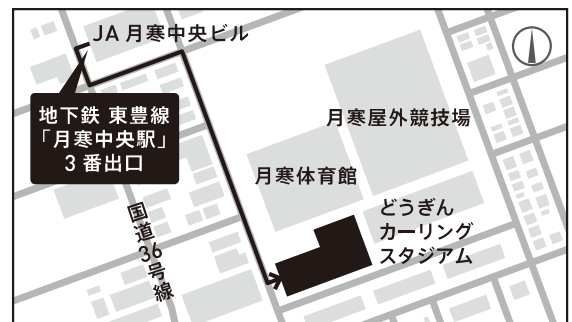 JA 月寒中央ビル
地下鉄 東豊線
「月寒中央駅」
3 番出口
月寒屋外競技場
月寒体育館
どうぎん
カーリング
スタジアム
国道36号線